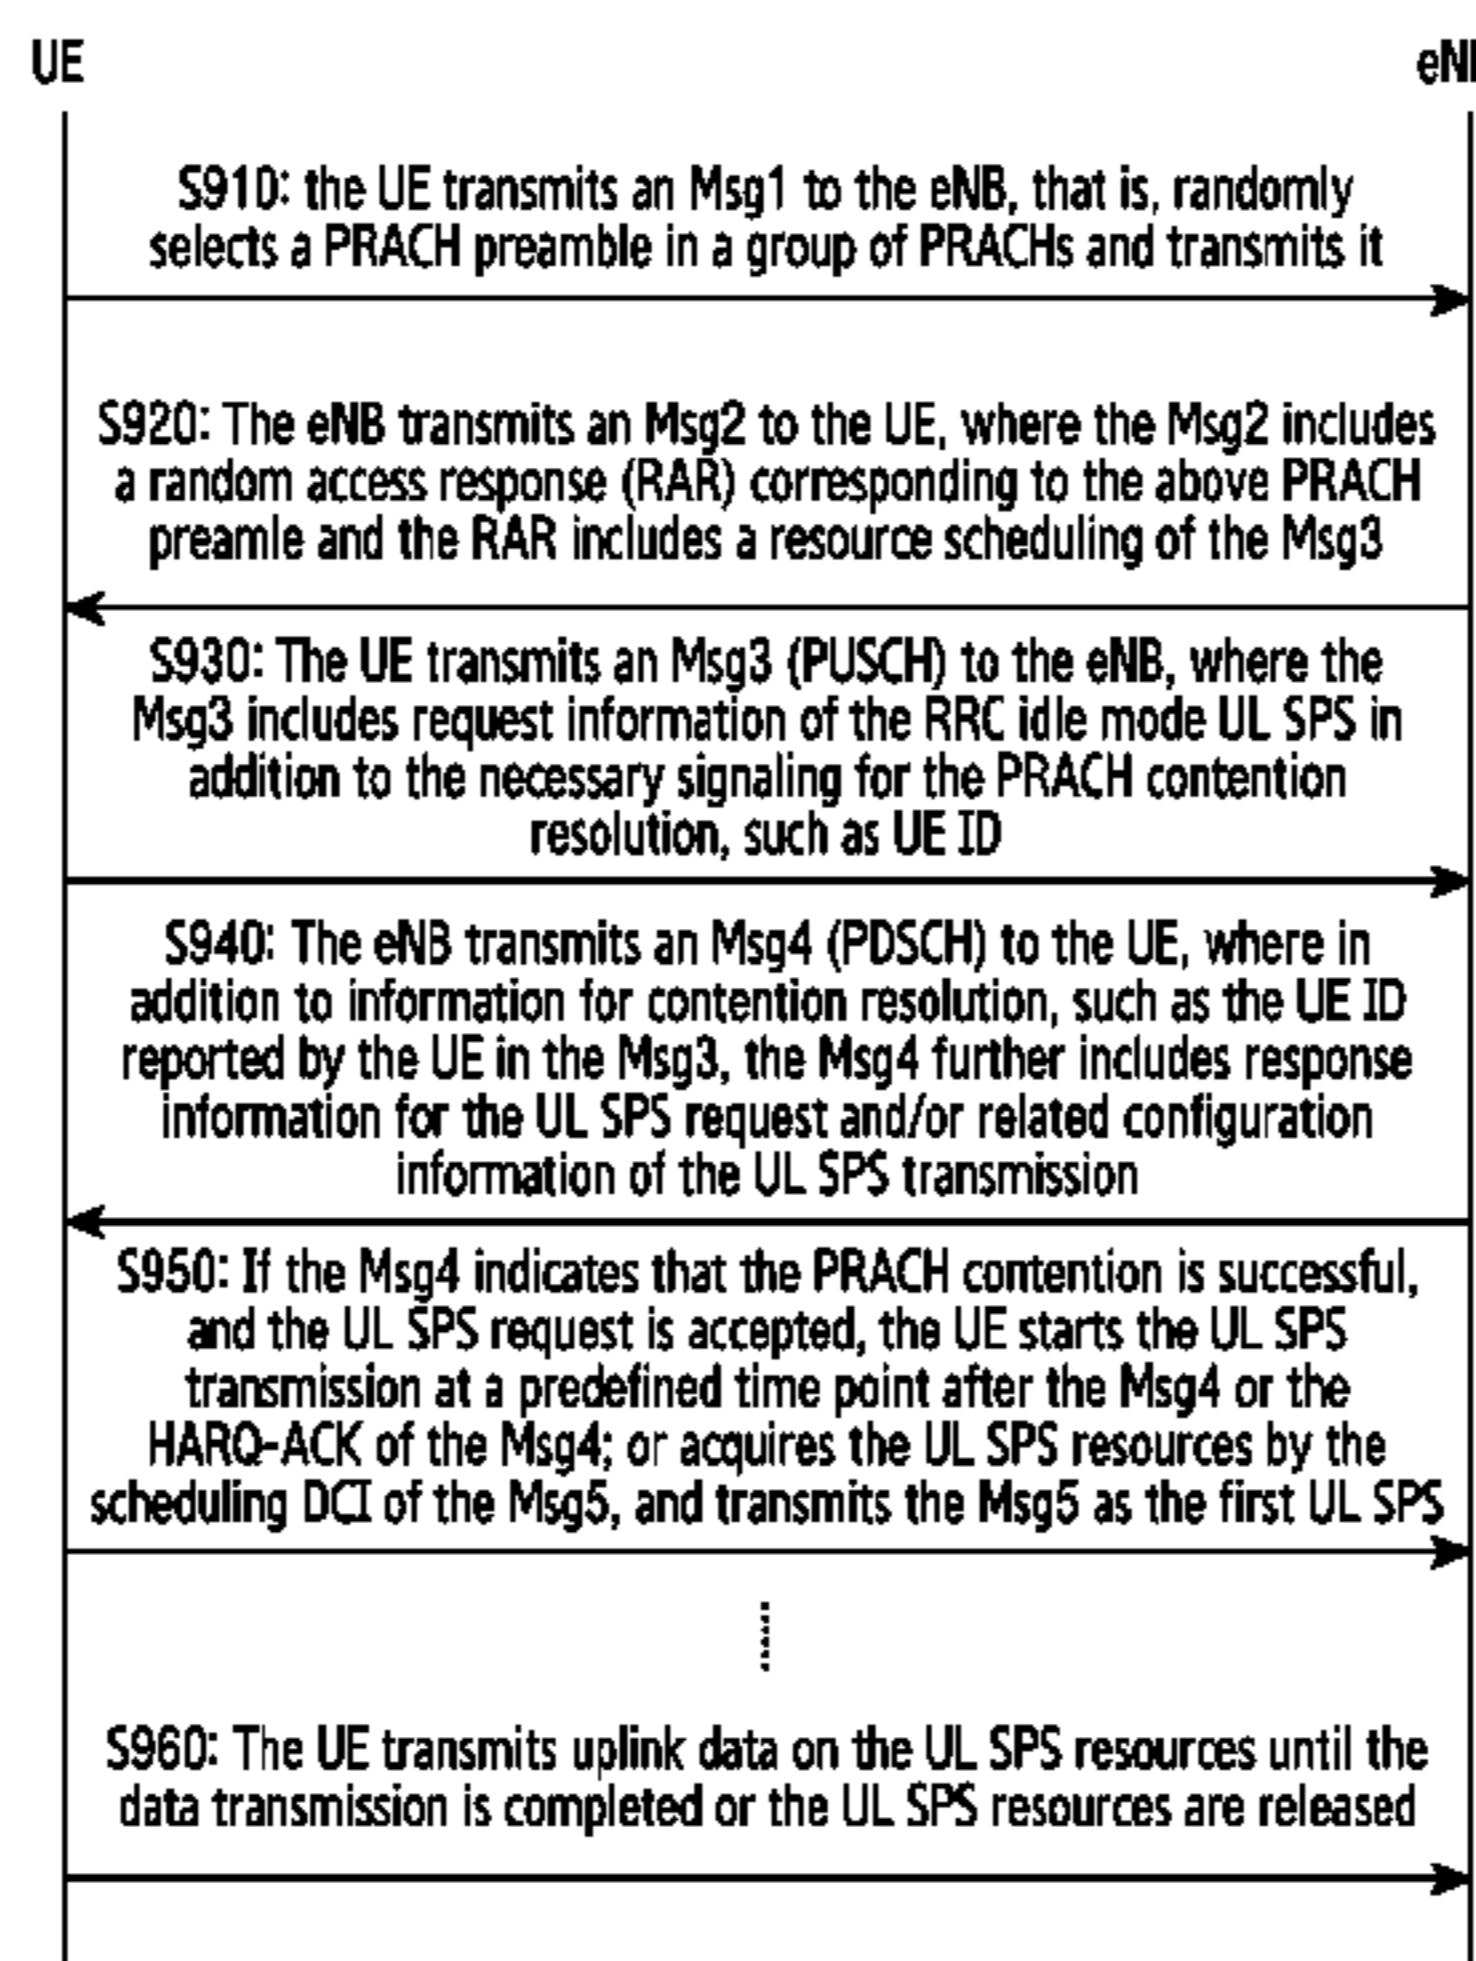 UE
eNB
S910: the UE transmits an Msg1 to the eNB, that is, randomly
selects a PRACH preamble in a group of PRACHs and transmits it
S920: The eNB transmits an Msg2 to the UE, where the Msg2 includes
a random access response (RAR) corresponding to the above PRACH
preamle and the RAR includes a resource scheduling of the Msg3
S930: The UE transmits an Msg3 (PUSCH) to the eNB, where the
Msg3 includes request information of the RRC idle mode UL SPS in
addition to the necessary signaling for the PRACH contention
resolution, such as UE ID
S940: The eNB transmits an Msg4 (PDSCH) to the UE, where in
addition to information for contention resolution, such as the UE ID
reported by the UE in the Msg3, the Msg4 further includes response
information for the UL SPS request and/or related configuration
information of the UL SPS transmission
S950: If the Msg4 indicates that the PRACH contention is successful,
and the UL SPS request is accepted, the UE starts the UL SPS
transmission at a predefined time point after the Msg4 or the
HARQ-ACK of the Msg4; or acquires the UL SPS resources by the
scheduling DCI of the Msg5, and transmits the Msg5 as the first UL SPS
S960: The UE transmits uplink data on the UL SPS resources until the
data transmission is completed or the UL SPS resources are released